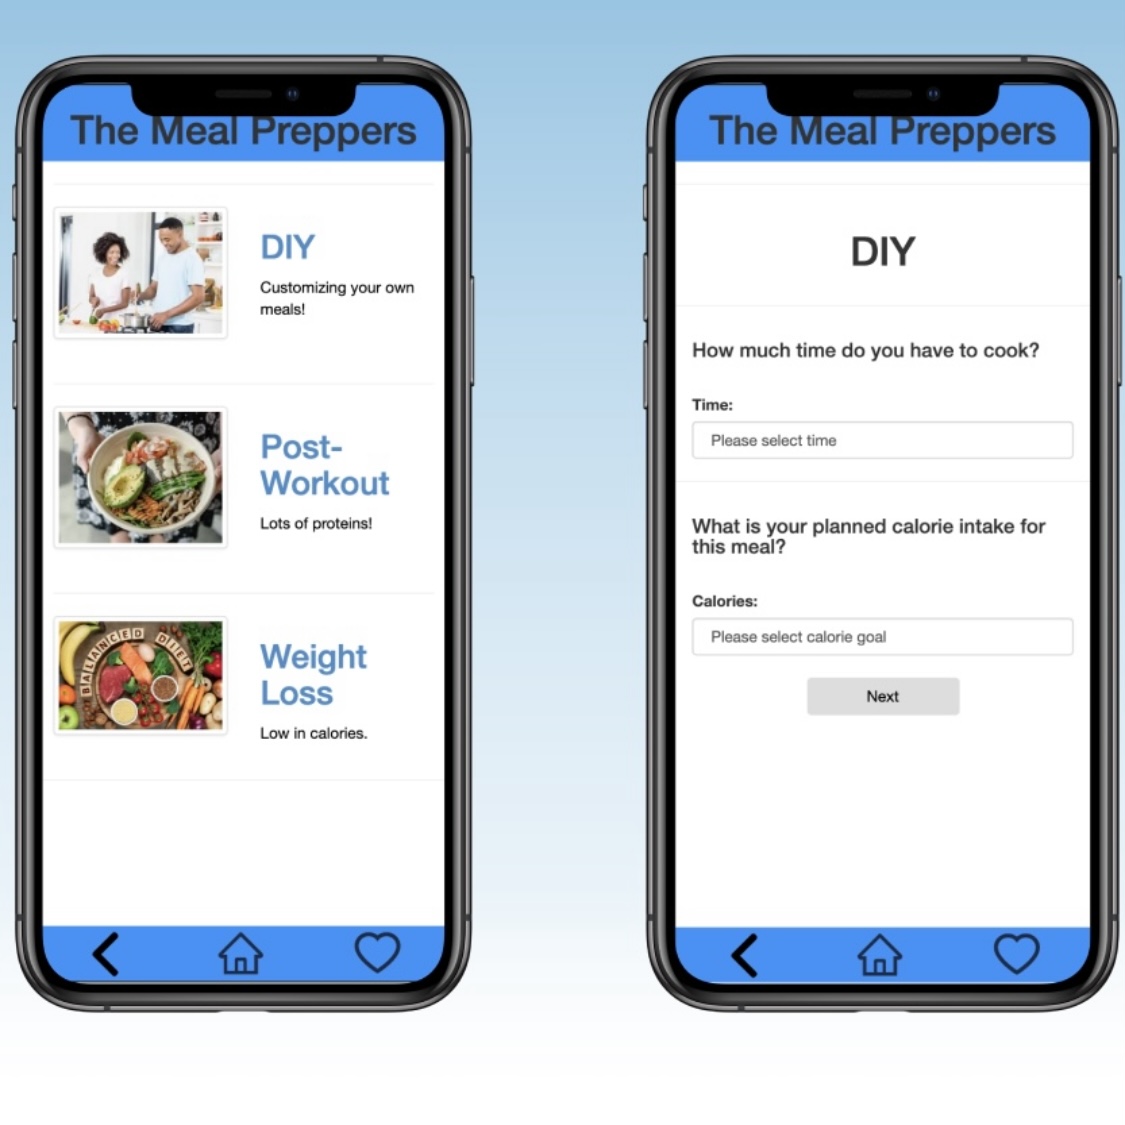 The Meal Preppers
DIY
Customizing your own
meals!
Post-
Workout
Lots of proteins!
BALANCED DIET
Weight
Loss
Low in calories.
The Meal Preppers
DIY
How much time do you have to cook?
Time:
Please select time
What is your planned calorie intake for
this meal?
Calories:
Please select calorie goal
Next